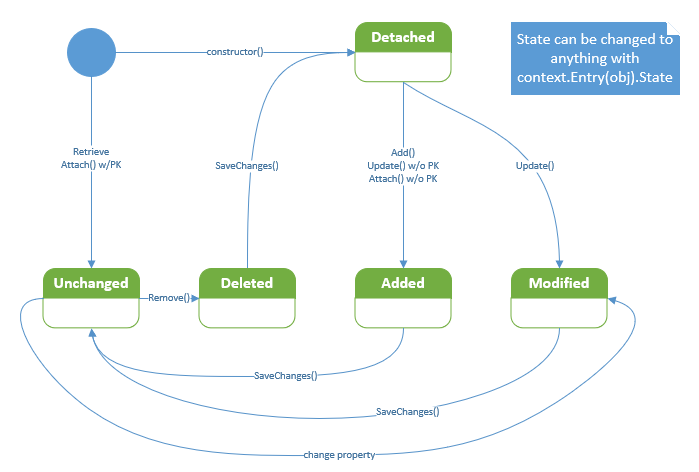 Detached
State can be changed to
anything with
context.Entry(obj).State
constructor()
Retrieve
Attach() w/PK
SaveChanges()
Add()
Update() w/o PK
Attach() w/o PK
Update()
Unchanged
Deleted
Added
Modified
Remove()
SaveChanges()
SaveChanges()
change property